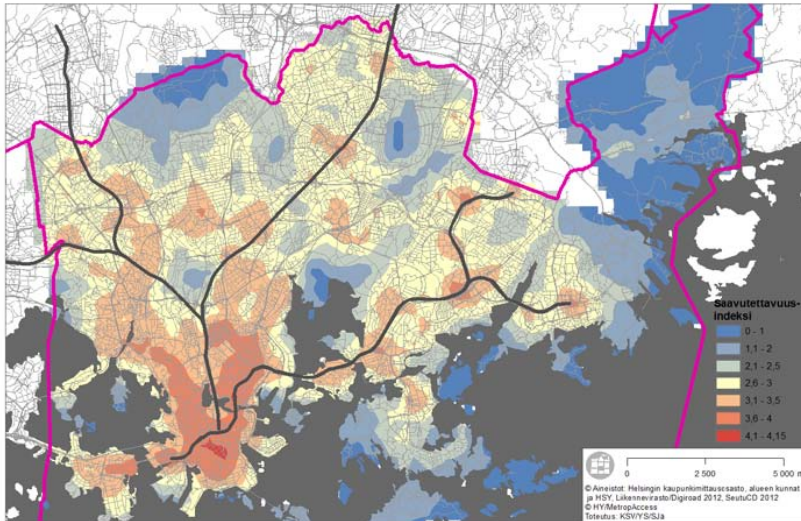 Saavutettavuus-
indeksi
0 - 1
1,1 - 2
2,1 - 2,5
2,6 - 3
3,1 - 3,5
3,6 - 4
4,1 - 4,15
0 2 500 5 000 m
© Aineistot: Helsingin kaupunkimittausosasto, alueen kunnat
ja HSY, Liikennevirasto/Digiroad 2012, SeutuCD 2012
© HY/MetropAccess
Toteutus: KSV/YS/SJa